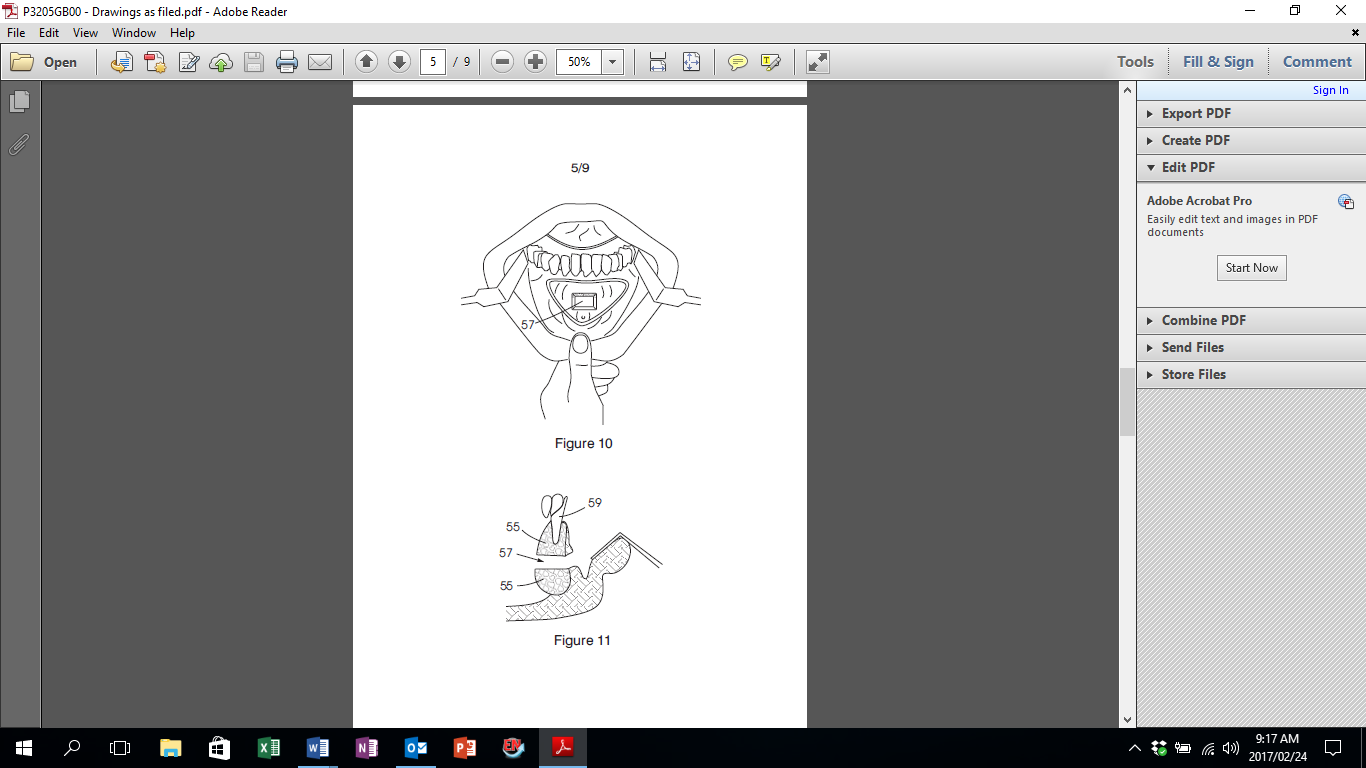 P3205GB00 - Drawings as filed.pdf - Adobe Reader
File Edit View Window Help
Open 5 / 9 50% Tools Fill & Sign Comment
Sign In
Export PDF
Create PDF
Edit PDF
Adobe Acrobat Pro
Easily edit text and images in PDF
documents
Start Now
Combine PDF
Send Files
Store Files
5/9
57
Figure 10
59
55
57
55
Figure 11
9:17 AM
2017/02/24